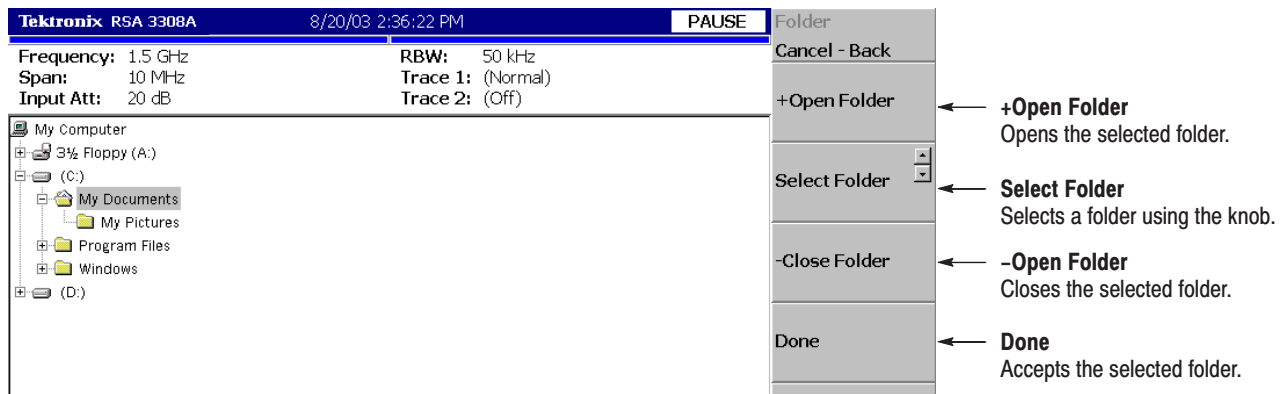 Tektronix RSA 3308A 8/20/03 2:36:22 PM PAUSE
Frequency: 1.5 GHz RBW: 50 kHz
Span: 10 MHz Trace 1: (Normal)
Input Att: 20 dB Trace 2: (Off)
My Computer
3½ Floppy (A:)
(C:)
My Documents
My Pictures
Program Files
Windows
(D:)
Folder
Cancel - Back
+Open Folder
Select Folder
-Close Folder
Done
+Open Folder
Opens the selected folder.
Select Folder
Selects a folder using the knob.
–Open Folder
Closes the selected folder.
Done
Accepts the selected folder.